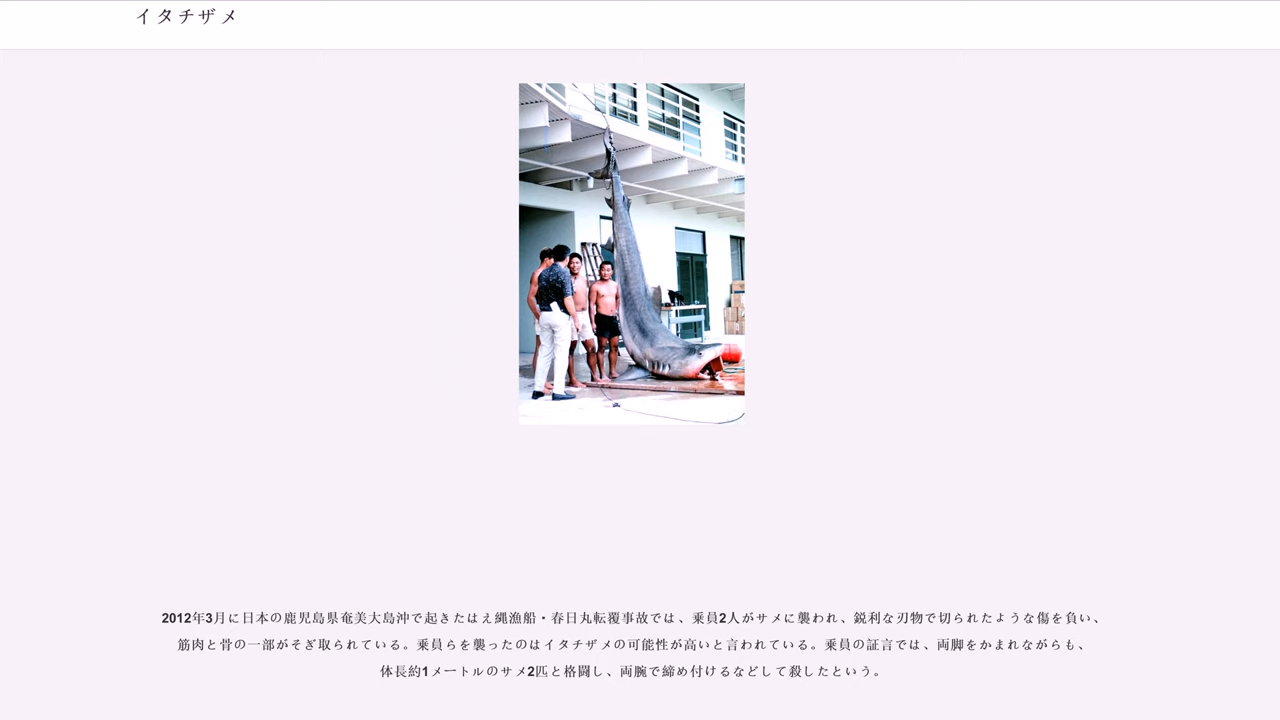 イタチザメ
2012年3月に日本の鹿児島県奄美大島沖で起きたはえ縄漁船・春日丸転覆事故では、乗員2人がサメに襲われ、鋭利な刃物で切られたような傷を負い、
筋肉と骨の一部がそぎ取られている。乗員らを襲ったのはイタチザメの可能性が高いと言われている。乗員の証言では、両脚をかまれながらも、
体長約1メートルのサメ2匹と格闘し、両腕で締め付けるなどして殺したという。